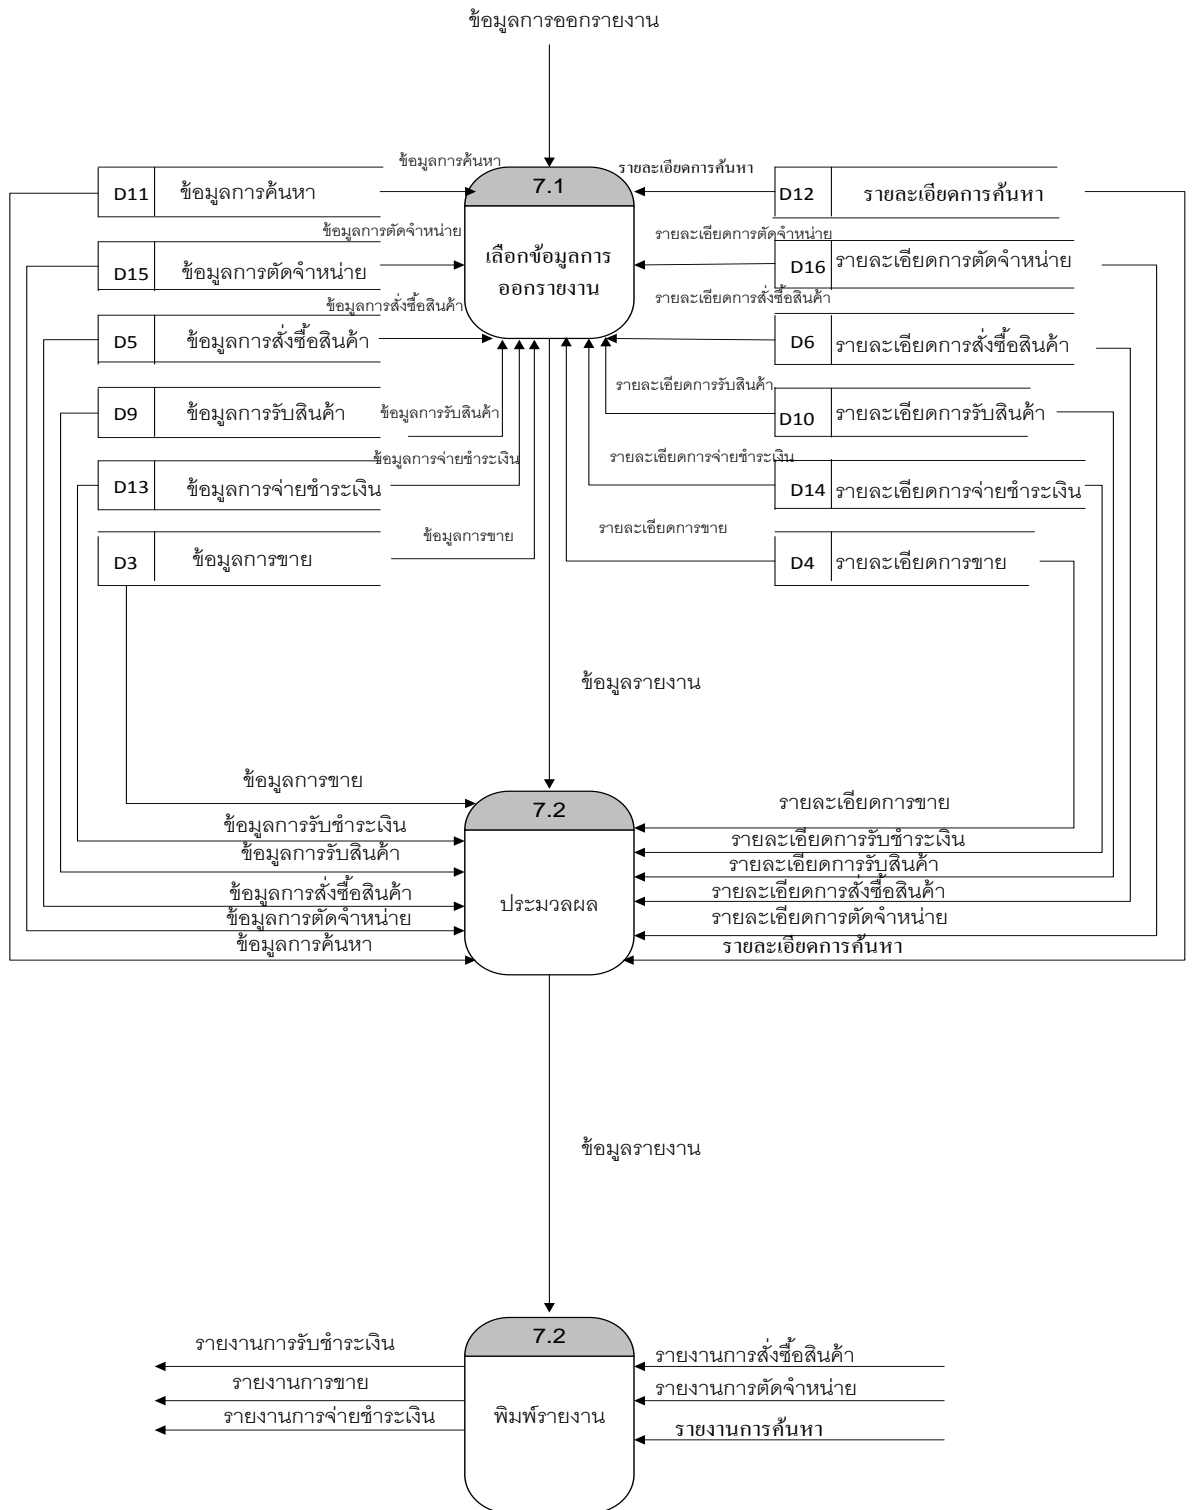 ข้อมูลการออกรายงาน
ข้อมูลการค้นหา
รายละเอียดการค้นหา
D11
ข้อมูลการค้นหา
7.1
D12
รายละเอียดการค้นหา
ข้อมูลการตัดจำหน่าย
รายละเอียดการตัดจำหน่าย
D15
ข้อมูลการตัดจำหน่าย
เลือกข้อมูลการ
ออกรายงาน
D16
รายละเอียดการตัดจำหน่าย
ข้อมูลการสั่งซื้อสินค้า
รายละเอียดการสั่งซื้อสินค้า
D5
ข้อมูลการสั่งซื้อสินค้า
D6
รายละเอียดการสั่งซื้อสินค้า
D9
ข้อมูลการรับสินค้า
ข้อมูลการรับสินค้า
รายละเอียดการรับสินค้า
D10
รายละเอียดการรับสินค้า
ข้อมูลการจ่ายชำระเงิน
รายละเอียดการจ่ายชำระเงิน
D13
ข้อมูลการจ่ายชำระเงิน
D14
รายละเอียดการจ่ายชำระเงิน
ข้อมูลการขาย
รายละเอียดการขาย
D3
ข้อมูลการขาย
D4
รายละเอียดการขาย
ข้อมูลรายงาน
ข้อมูลการขาย
7.2
รายละเอียดการขาย
ข้อมูลการรับชำระเงิน
รายละเอียดการรับชำระเงิน
ข้อมูลการรับสินค้า
รายละเอียดการรับสินค้า
ข้อมูลการสั่งซื้อสินค้า
ประมวลผล
รายละเอียดการสั่งซื้อสินค้า
ข้อมูลการตัดจำหน่าย
รายละเอียดการตัดจำหน่าย
ข้อมูลการค้นหา
รายละเอียดการค้นหา
ข้อมูลรายงาน
7.2
รายงานการรับชำระเงิน
รายงานการสั่งซื้อสินค้า
รายงานการขาย
รายงานการตัดจำหน่าย
รายงานการจ่ายชำระเงิน
พิมพ์รายงาน
รายงานการค้นหา